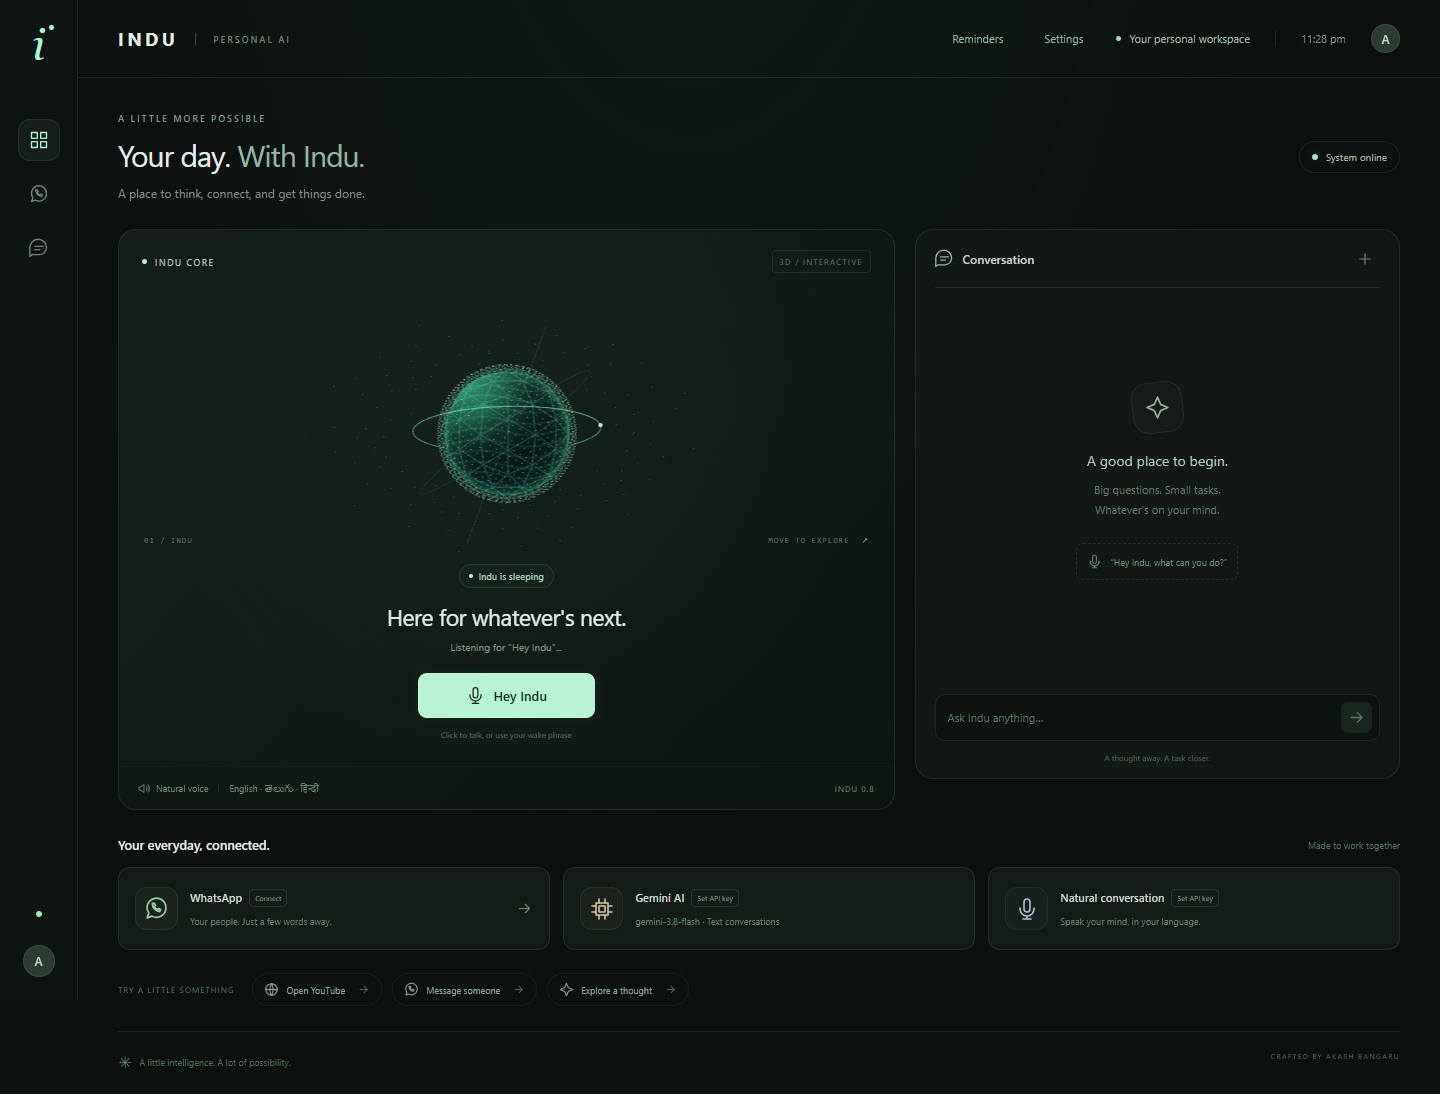 i
INDU
PERSONAL AI
Reminders
Settings
Your personal workspace
11:28 pm
A
A LITTLE MORE POSSIBLE
Your day. With Indu.
A place to think, connect, and get things done.
System online
INDU CORE
3D / INTERACTIVE
01 / INDU
MOVE TO EXPLORE ↗
Indu is sleeping
Here for whatever's next.
Listening for "Hey Indu"...
Hey Indu
Click to talk, or use your wake phrase
Natural voice
English · తెలుగు · हिन्दी
INDU 0.8
Conversation
A good place to begin.
Big questions. Small tasks.
Whatever's on your mind.
"Hey Indu, what can you do?"
Ask Indu anything...
A thought away. A task closer.
Your everyday, connected.
Made to work together
WhatsApp
Connect
Your people. Just a few words away.
Gemini AI
Set API key
gemini-3.8-flash · Text conversations
Natural conversation
Set API key
Speak your mind, in your language.
A
TRY A LITTLE SOMETHING
Open YouTube
Message someone
Explore a thought
A little intelligence. A lot of possibility.
CRAFTED BY AKASH BANGARU